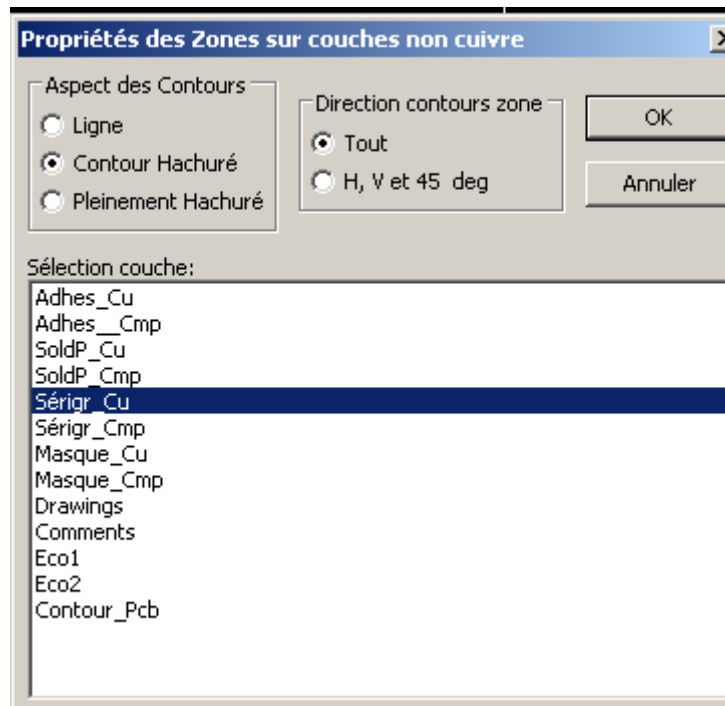 Propriétés des Zones sur couches non cuivre
Aspect des Contours
Ligne
Contour Hachuré
Pleinement Hachuré
Direction contours zone
Tout
H, V et 45 deg
OK
Annuler
Sélection couche:
Adhes_Cu
Adhes__Cmp
SoldP_Cu
SoldP_Cmp
Sérigr_Cu
Sérigr_Cmp
Masque_Cu
Masque_Cmp
Drawings
Comments
Eco1
Eco2
Contour_Pcb